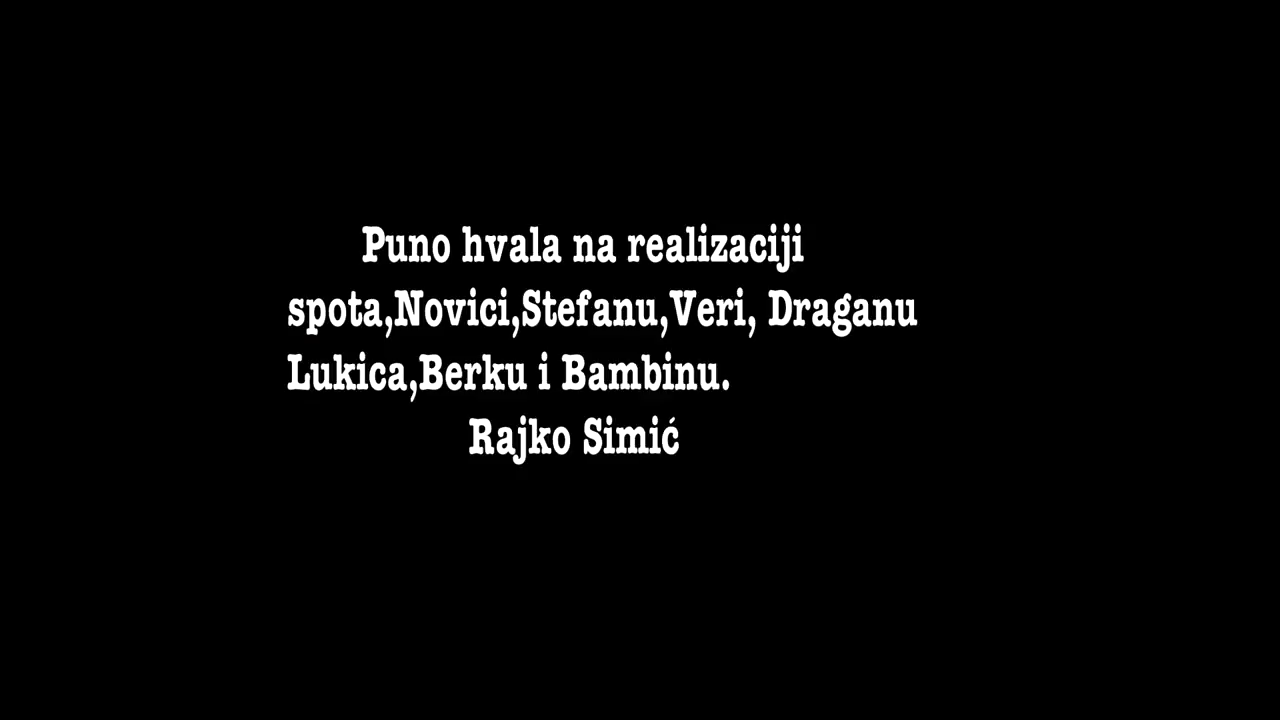 Puno hvala na realizaciji
spota,Novici,Stefanu,Veri, Draganu
Lukica,Berku i Bambinu.
Rajko Simić